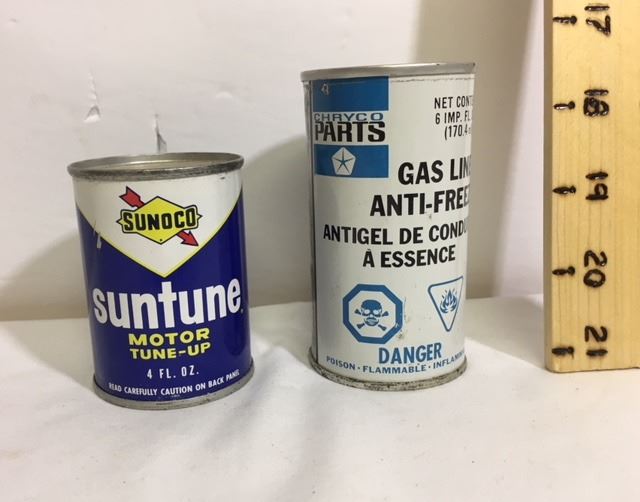 SUNOCO
suntune
MOTOR
TUNE-UP
4 FL. OZ.
READ CAREFULLY CAUTION ON BACK PANEL
CHRYCO
PARTS
NET CONT
6 IMP. FL.
(170.4
GAS LIN
ANTI-FREEZ
ANTIGEL DE CONDU
À ESSENCE
DANGER
POISON · FLAMMABLE · INFLAMM
17
18
19
20
21